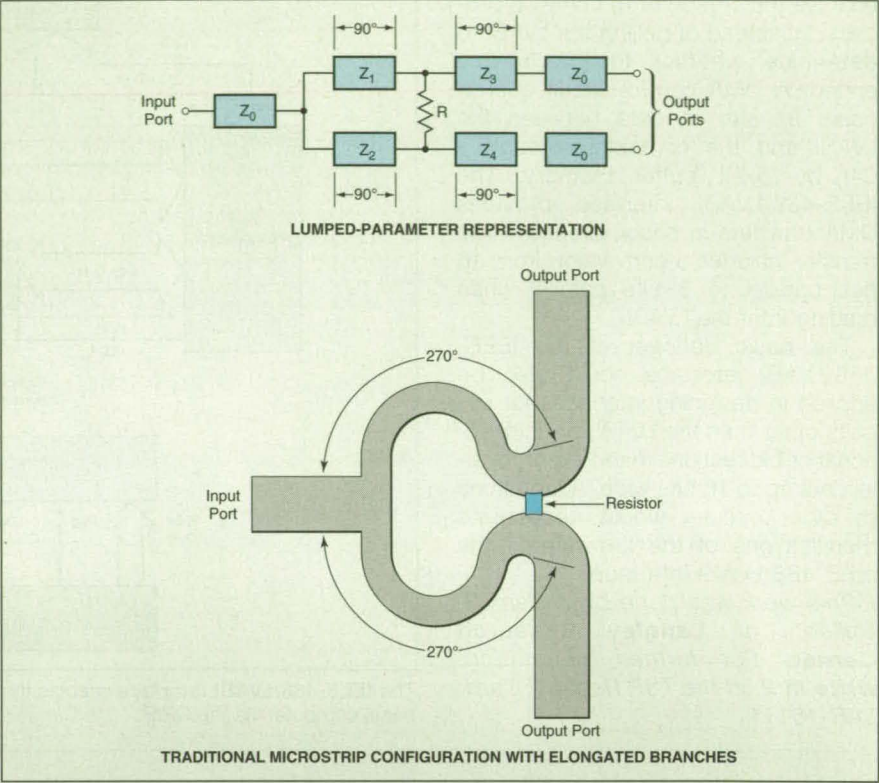 90° 90°
Z1 Z3 Z0
Input
Port
Z0
R
Output
Ports
Z2 Z4 Z0
90° 90°
LUMPED-PARAMETER REPRESENTATION
Output Port
270°
Input
Port
Resistor
270°
Output Port
TRADITIONAL MICROSTRIP CONFIGURATION WITH ELONGATED BRANCHES